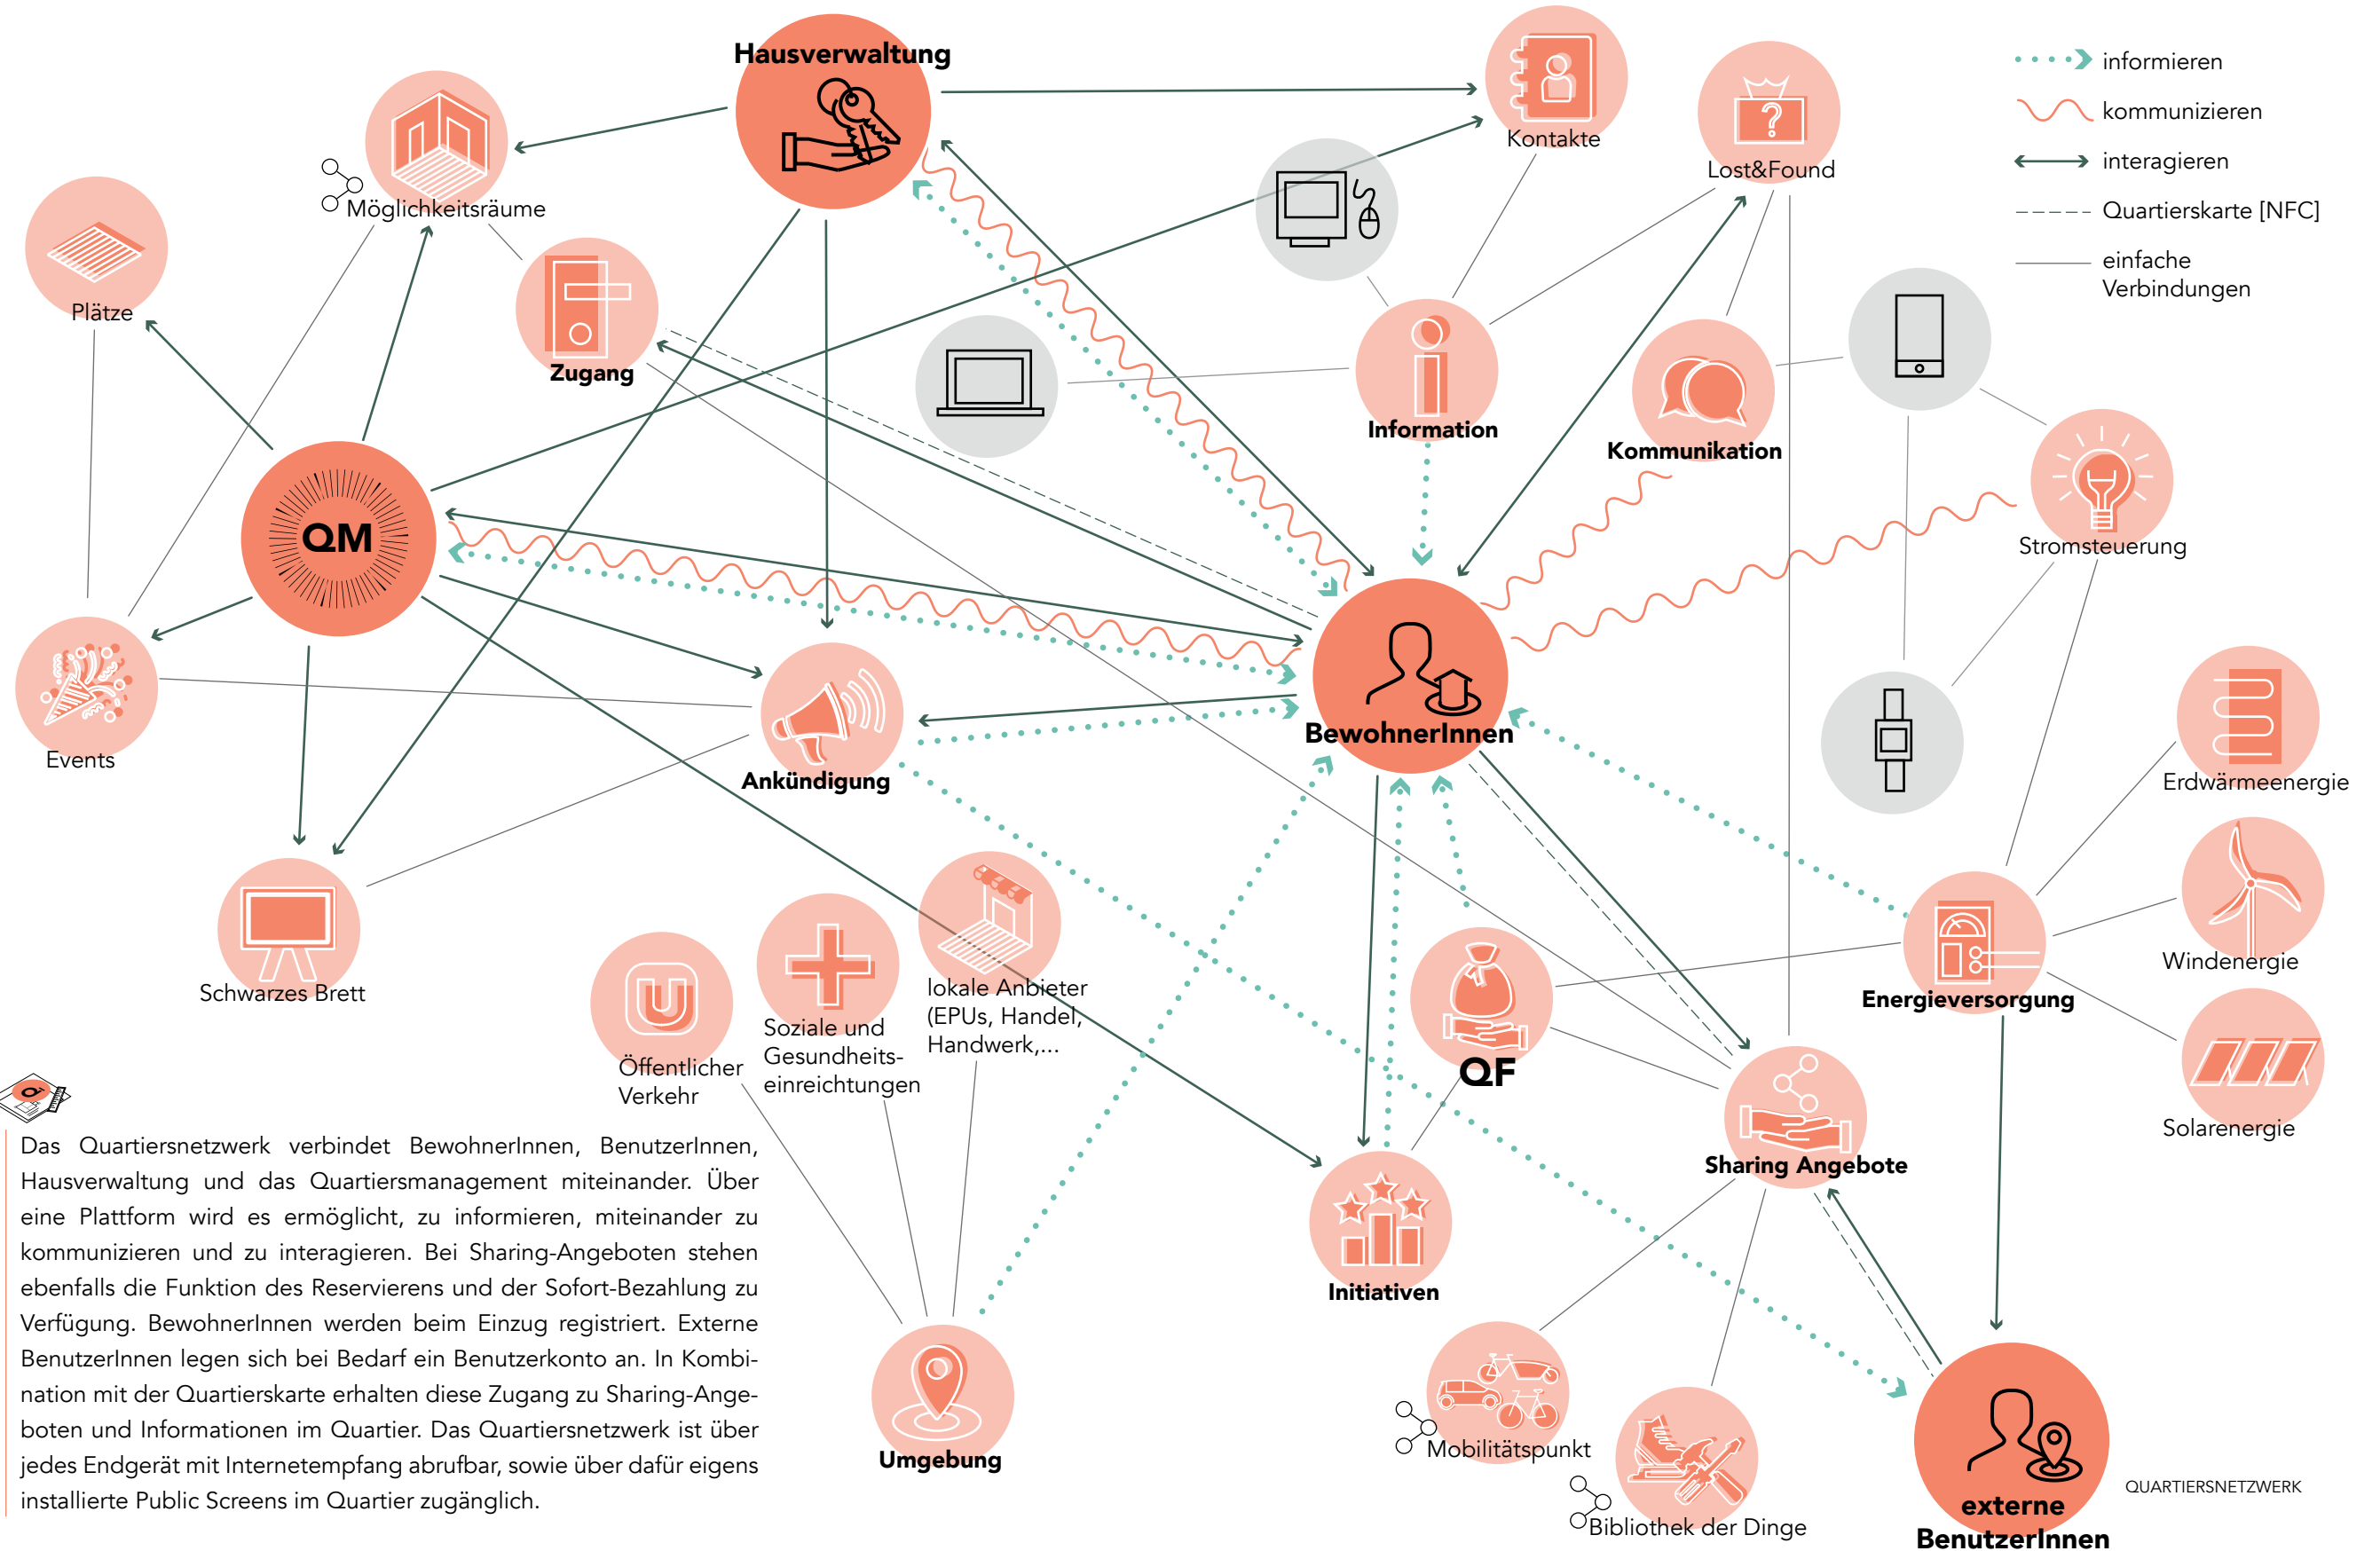 Hausverwaltung
Kontakte
Lost&Found
informieren
kommunizieren
interagieren
Quartierskarte [NFC]
einfache
Verbindungen
Möglichkeitsräume
Plätze
Zugang
Information
Kommunikation
Stromsteuerung
QM
BewohnerInnen
Events
Ankündigung
Erdwärmeenergie
Windenergie
Energieversorgung
Solarenergie
Schwarzes Brett
Öffentlicher
Verkehr
Soziale und
Gesundheits-
einreichtungen
lokale Anbieter
(EPUs, Handel,
Handwerk,...
QF
Sharing Angebote
Initiativen
Umgebung
Mobilitätspunkt
Bibliothek der Dinge
externe
BenutzerInnen
QUARTIERSNETZWERK
Das Quartiersnetzwerk verbindet BewohnerInnen, BenutzerInnen,
Hausverwaltung und das Quartiersmanagement miteinander. Über
eine Plattform wird es ermöglicht, zu informieren, miteinander zu
kommunizieren und zu interagieren. Bei Sharing-Angeboten stehen
ebenfalls die Funktion des Reservierens und der Sofort-Bezahlung zu
Verfügung. BewohnerInnen werden beim Einzug registriert. Externe
BenutzerInnen legen sich bei Bedarf ein Benutzerkonto an. In Kombi-
nation mit der Quartierskarte erhalten diese Zugang zu Sharing-Ange-
boten und Informationen im Quartier. Das Quartiersnetzwerk ist über
jedes Endgerät mit Internetempfang abrufbar, sowie über dafür eigens
installierte Public Screens im Quartier zugänglich.